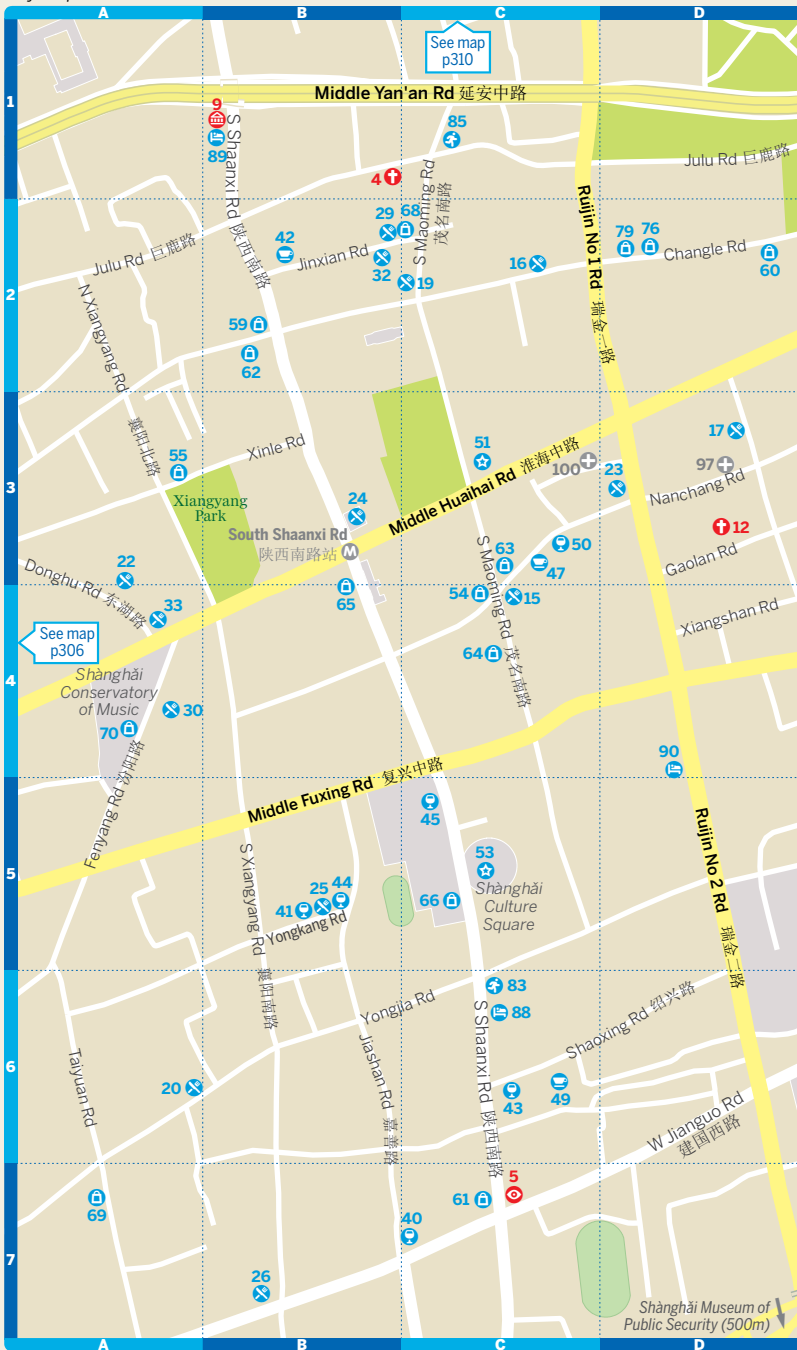 A B C D
See map
p310
1
Middle Yan'an Rd 延安中路
9
89
85
S Shaanxi Rd 陕西南路
4
Julu Rd 巨鹿路
S Maoming Rd
茂名南路
Ruijin No 1 Rd 瑞金一路
29
68
42
Jinxian Rd
32
19
16
79
76
Changle Rd
60
Julu Rd 巨鹿路
2
N Xiangyang Rd
襄阳北路
59
62
17
55
Xinle Rd
51
Middle Huaihai Rd 淮海中路
100
97
23
Nanchang Rd
3
Xiangyang
Park
24
South Shaanxi Rd
陕西南路站
M
12
50
63
47
Gaolan Rd
22
Donghu Rd 东湖路
33
65
S Maoming Rd 茂名南路
54
15
Xiangshan Rd
See map
p306
64
4
Shànghǎi
Conservatory
of Music
30
70
Fenyang Rd 汾阳路
90
Middle Fuxing Rd 复兴中路
45
Ruijin No 2 Rd 瑞金二路
53
Shànghǎi
Culture
Square
5
S Xiangyang Rd 襄阳南路
41
25
44
Yongkang Rd
66
83
88
Yongjia Rd
S Shaanxi Rd 陕西南路
Shaoxing Rd 绍兴路
6
Taiyuan Rd
20
Jiashan Rd 嘉善路
43
49
W Jianguo Rd
建国西路
69
61
5
40
7
26
Shànghǎi Museum of
Public Security (500m)
A B C D